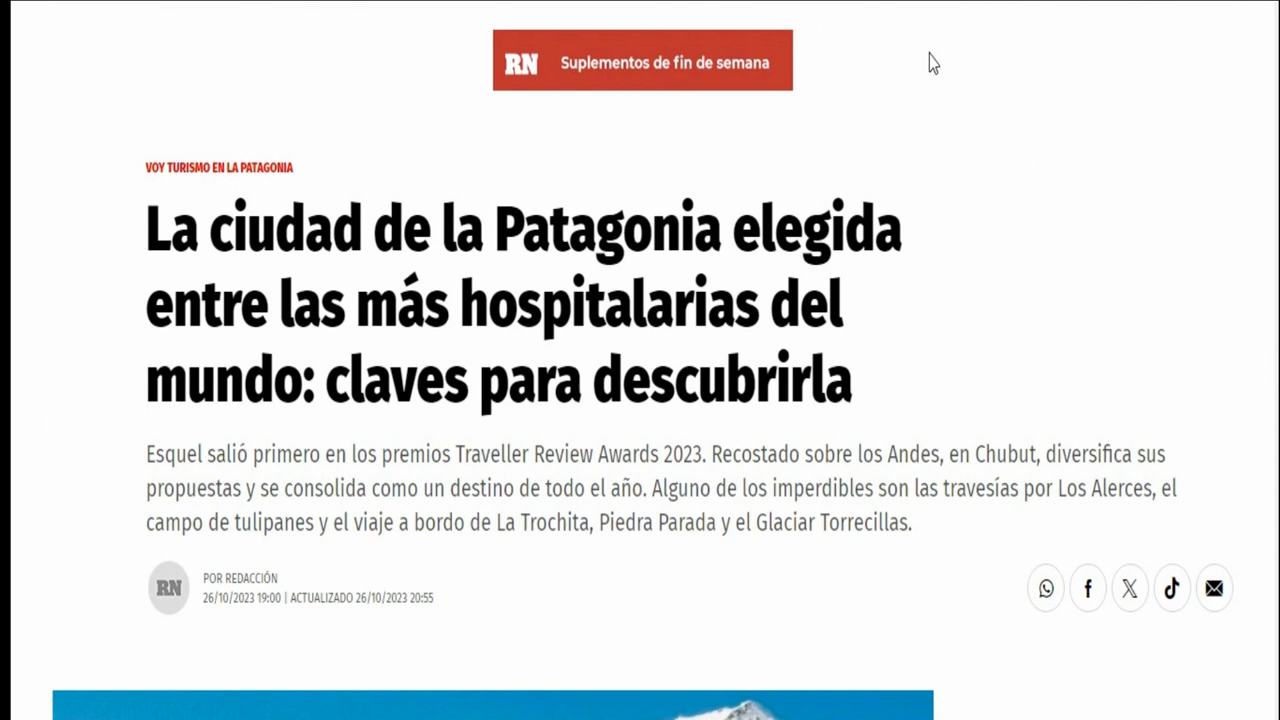 RN Suplementos de fin de semana
VOY TURISMO EN LA PATAGONIA
La ciudad de la Patagonia elegida
entre las más hospitalarias del
mundo: claves para descubrirla
Esquel salió primero en los premios Traveller Review Awards 2023. Recostado sobre los Andes, en Chubut, diversifica sus
propuestas y se consolida como un destino de todo el año. Alguno de los imperdibles son las travesías por Los Alerces, el
campo de tulipanes y el viaje a bordo de La Trochita, Piedra Parada y el Glaciar Torrecillas.
RN
POR REDACCIÓN
26/10/2023 19:00 | ACTUALIZADO 26/10/2023 20:55